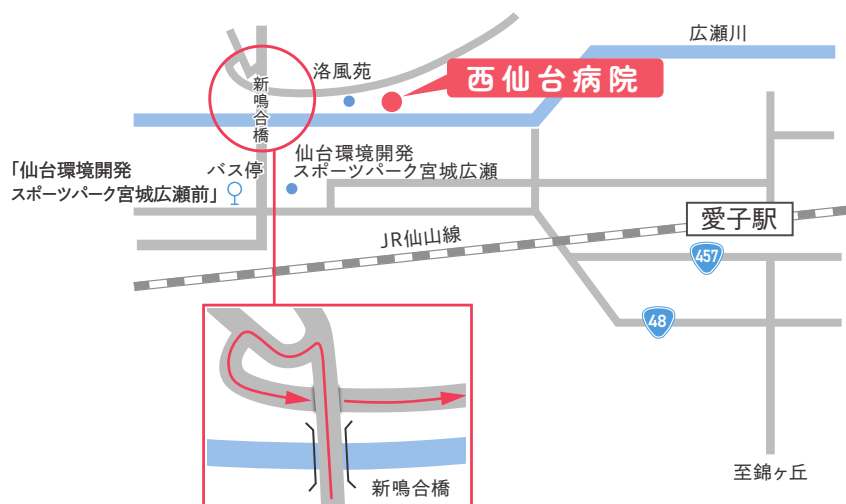 広瀬川
洛風苑
西仙台病院
新鳴合橋
「仙台環境開発
スポーツパーク宮城広瀬前」
バス停
仙台環境開発
スポーツパーク宮城広瀬
愛子駅
JR仙山線
457
48
新鳴合橋
至錦ヶ丘